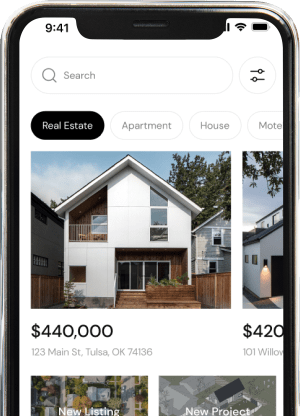 9:41
Search
Real Estate
Apartment
House
Mote
$440,000
$420
123 Main St, Tulsa, OK 74136
101 Willow
New Listing
New Project